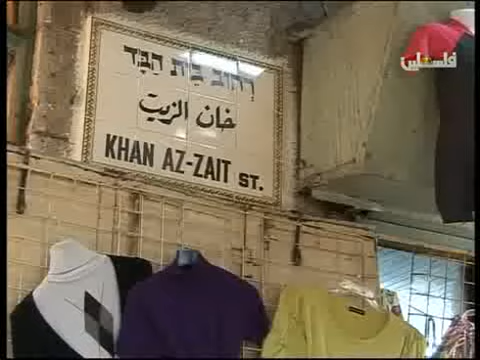 רחוב בית הבד
خان الزيت
KHAN AZ-ZAIT ST.
فلسطين